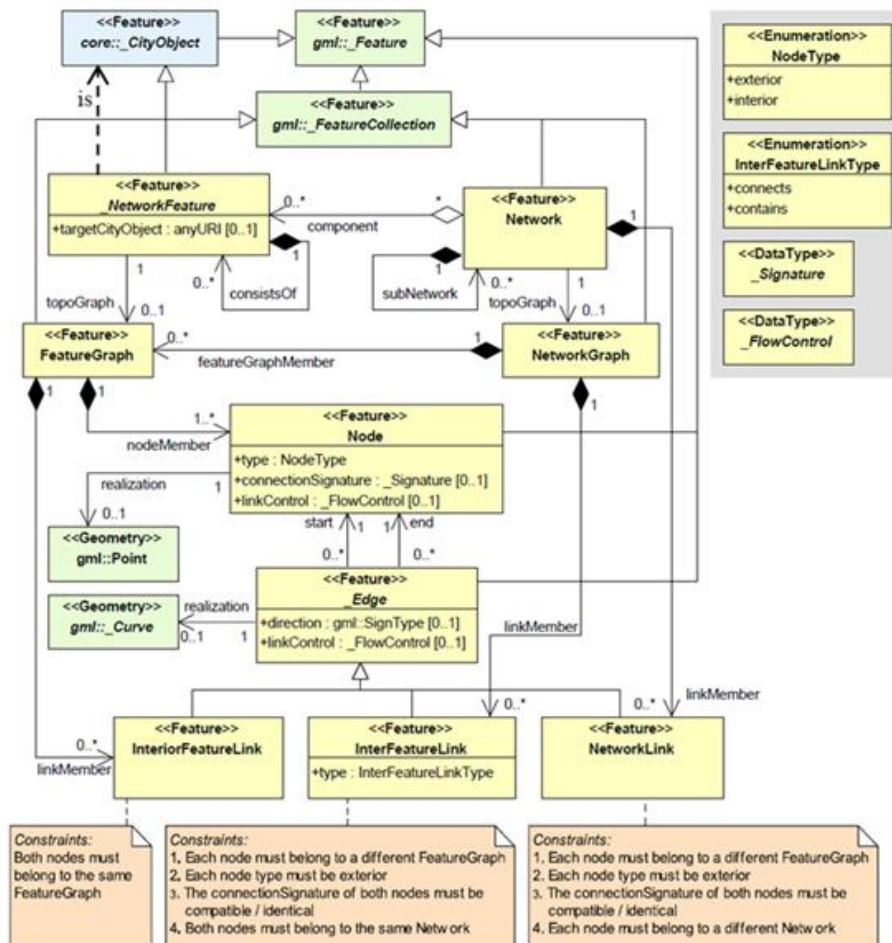 <<Feature>>
core::_CityObject
<<Feature>>
gml::_Feature
<<Enumeration>>
NodeType
+exterior
+interior
is
<<Feature>>
gml::_FeatureCollection
<<Enumeration>>
InterFeatureLinkType
+connects
+contains
<<Feature>>
_NetworkFeature
+targetCityObject : anyURI [0..1]
0..*
component
*
<<Feature>>
Network
1
<<DataType>>
_Signature
1
0..*
consistsOf
1
1
subNetwork
0..*
1
topoGraph
0..1
topoGraph
0..1
<<DataType>>
_FlowControl
<<Feature>>
FeatureGraph
0..*
featureGraphMember
1
<<Feature>>
NetworkGraph
1
1
1
1..*
nodeMember
<<Feature>>
Node
+type : NodeType
+connectionSignature : _Signature [0..1]
+linkControl : _FlowControl [0..1]
realization
1
0..1
<<Geometry>>
gml::Point
start
1
1
end
0..*
0..*
<<Feature>>
_Edge
+direction : gml::SignType [0..1]
+linkControl : _FlowControl [0..1]
<<Geometry>>
gml::_Curve
realization
0..1
1
linkMember
linkMember
0..*
0..*
<<Feature>>
InteriorFeatureLink
0..*
linkMember
<<Feature>>
InterFeatureLink
+type : InterFeatureLinkType
<<Feature>>
NetworkLink
Constraints:
Both nodes must
belong to the same
FeatureGraph
Constraints:
1. Each node must belong to a different FeatureGraph
2. Each node type must be exterior
3. The connectionSignature of both nodes must be
compatible / identical
4. Both nodes must belong to the same Network
Constraints:
1. Each node must belong to a different FeatureGraph
2. Each node type must be exterior
3. The connectionSignature of both nodes must be
compatible / identical
4. Each node must belong to a different Network